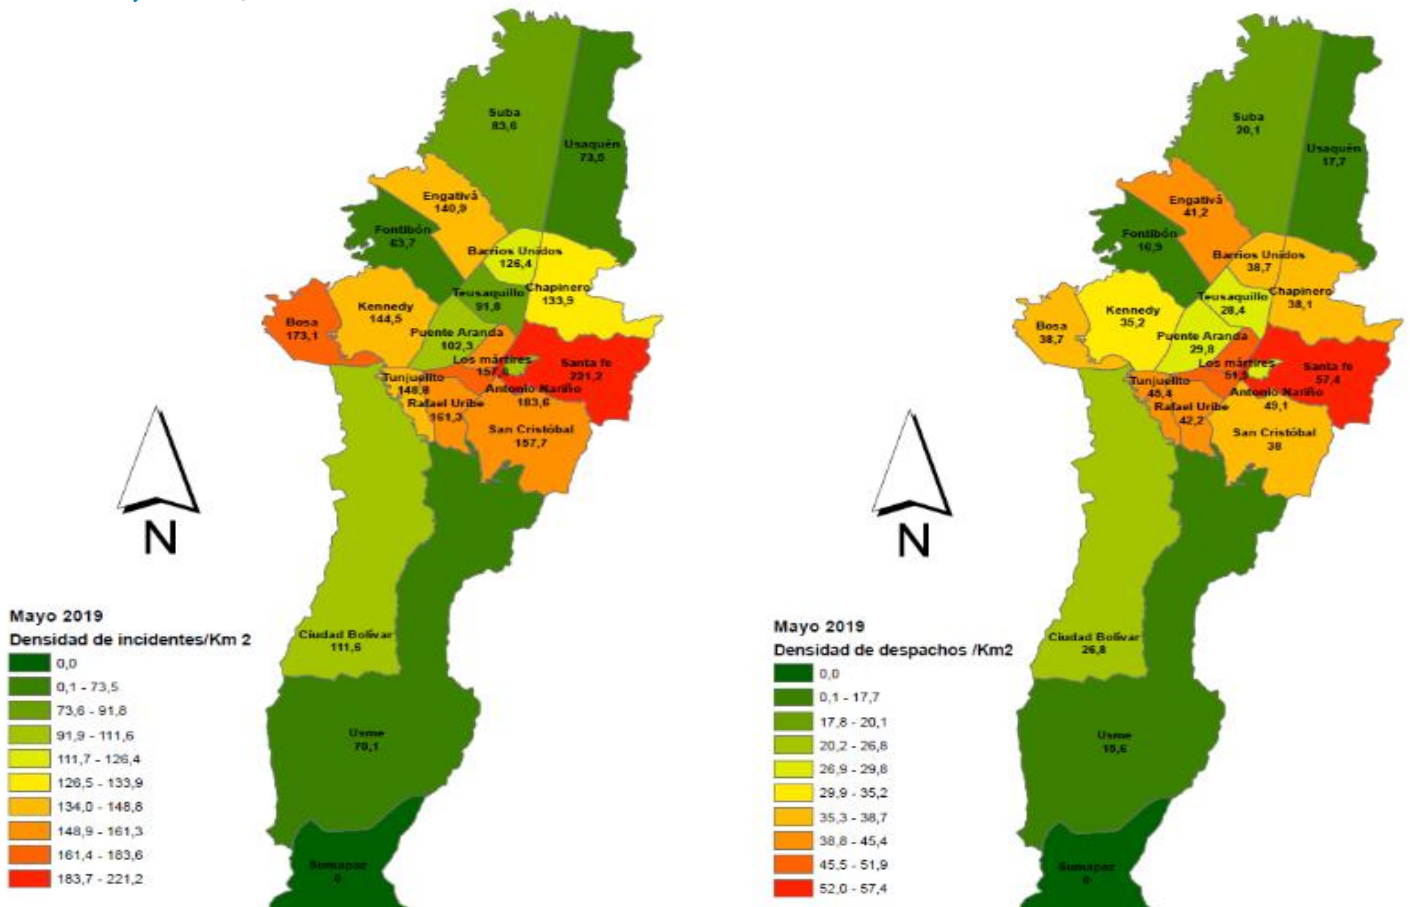 Suba
83,6
Usaquén
73,5
Engativá
140,9
Fontibón
63,7
Barrios Unidos
126,4
Teusaquillo
91,8
Chapinero
133,9
Kennedy
144,5
Bosa
173,1
Puente Aranda
102,3
Los mártires
Santa fe
221,2
Tunjuelito
148,8
Antonio Nariño
183,6
Rafael Uribe
161,3
San Cristóbal
157,7
Ciudad Bolívar
111,6
Usme
70,1
Sumapaz
0
N
Mayo 2019
Densidad de incidentes/Km 2
0,0
0,1 - 73,5
73,6 - 91,8
91,9 - 111,6
111,7 - 126,4
126,5 - 133,9
134,0 - 148,8
148,9 - 161,3
161,4 - 183,6
183,7 - 221,2
Suba
20,1
Usaquén
17,7
Engativá
41,2
Fontibón
16,9
Barrios Unidos
38,7
Teusaquillo
28,4
Chapinero
38,1
Kennedy
35,2
Bosa
38,7
Puente Aranda
29,8
Los mártires
Santa fe
57,4
Tunjuelito
45,4
Antonio Nariño
49,1
Rafael Uribe
42,2
San Cristóbal
38
Ciudad Bolívar
26,8
Usme
15,6
Sumapaz
0
N
Mayo 2019
Densidad de despachos /Km2
0,0
0,1 - 17,7
17,8 - 20,1
20,2 - 26,8
26,9 - 29,8
29,9 - 35,2
35,3 - 38,7
38,8 - 45,4
45,5 - 51,9
52,0 - 57,4